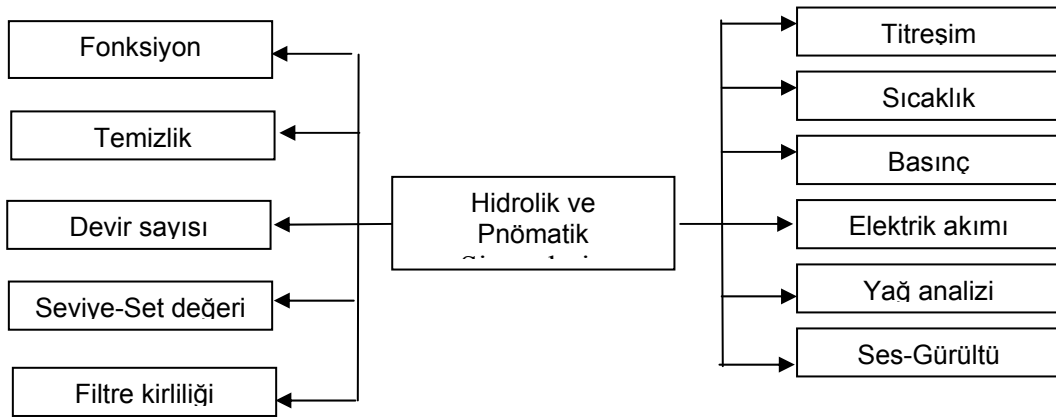 Fonksiyon
Temizlik
Devir sayısı
Seviye-Set değeri
Filtre kirliliği
Hidrolik ve
Pnömatik
Titreşim
Sıcaklık
Basınç
Elektrik akımı
Yağ analizi
Ses-Gürültü